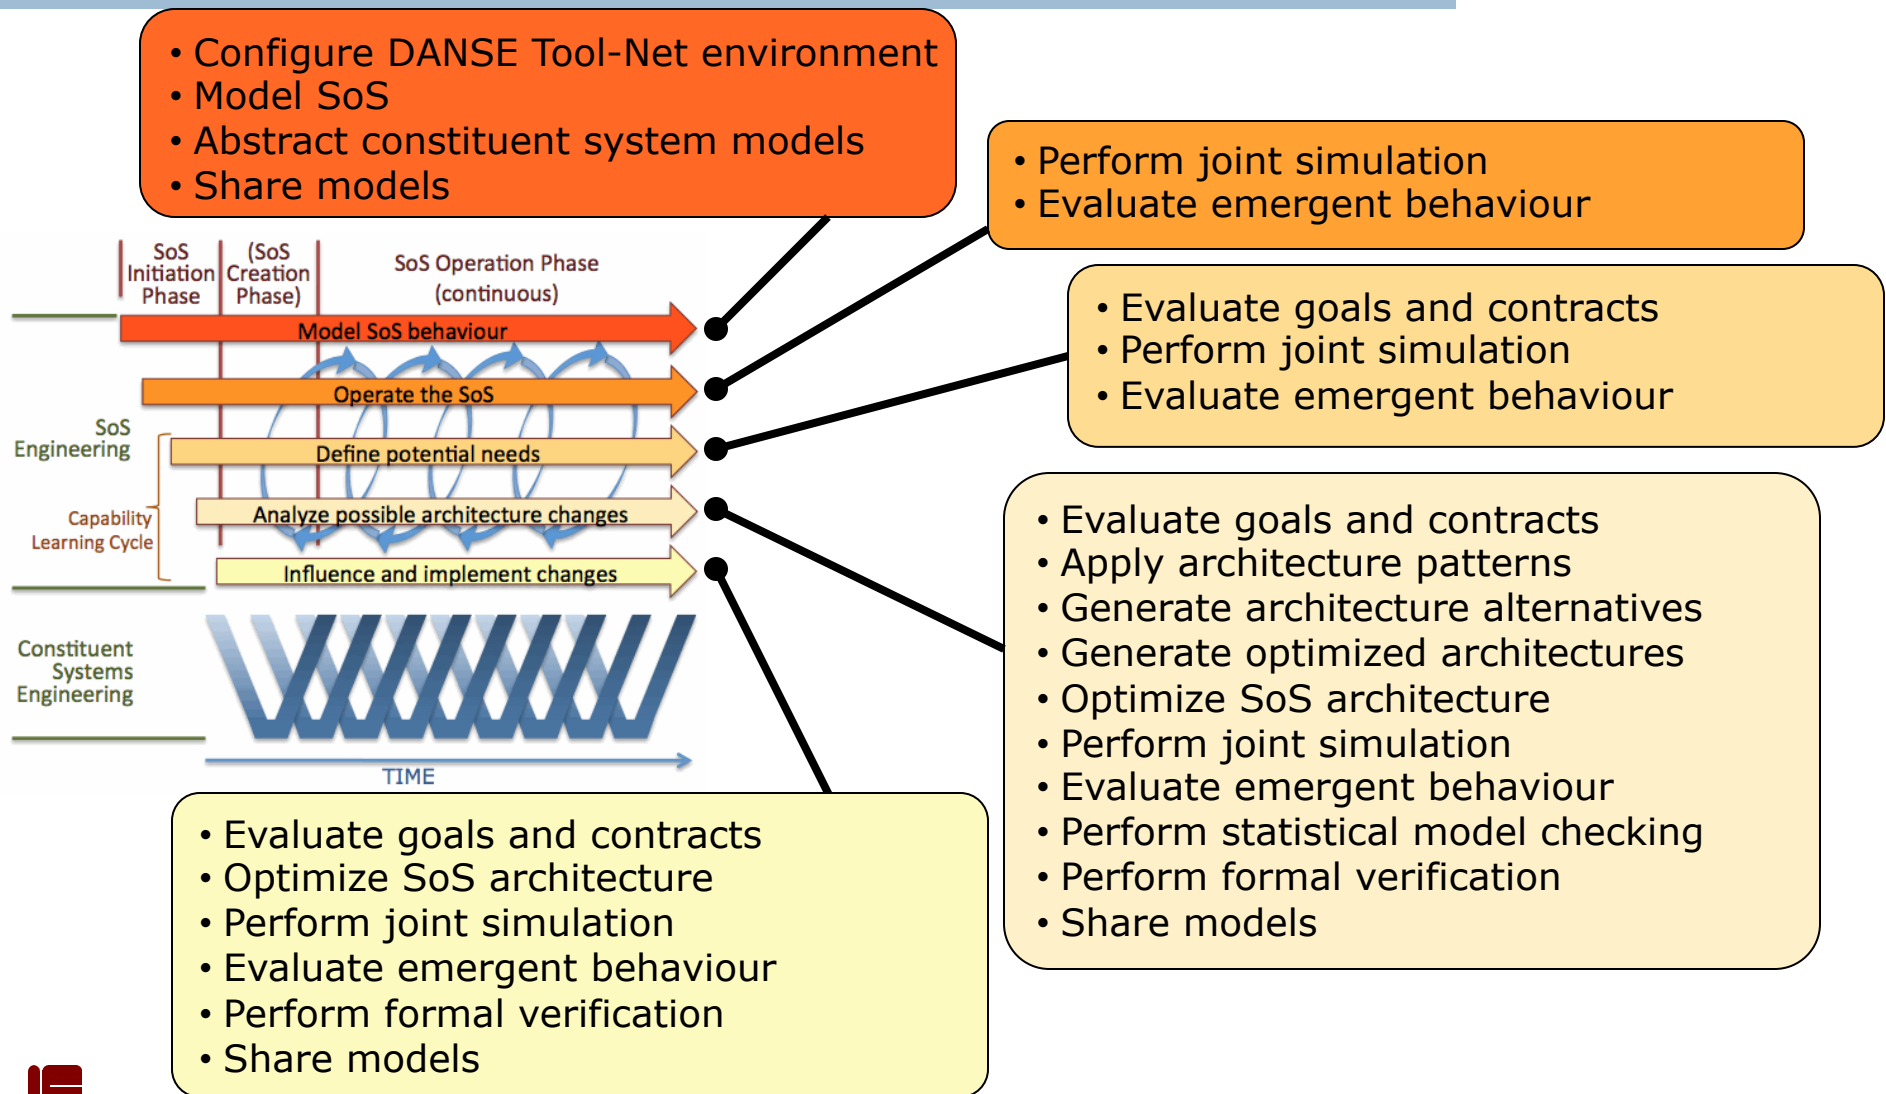 • Configure DANSE Tool-Net environment
• Model SoS
• Abstract constituent system models
• Share models
• Perform joint simulation
• Evaluate emergent behaviour
• Evaluate goals and contracts
• Perform joint simulation
• Evaluate emergent behaviour
SoS
Initiation
Phase
(SoS
Creation
Phase)
SoS Operation Phase
(continuous)
Model SoS behaviour
Operate the SoS
SoS
Engineering
Define potential needs
Capability
Learning Cycle
Analyze possible architecture changes
Influence and implement changes
Constituent
Systems
Engineering
TIME
• Evaluate goals and contracts
• Apply architecture patterns
• Generate architecture alternatives
• Generate optimized architectures
• Optimize SoS architecture
• Perform joint simulation
• Evaluate emergent behaviour
• Perform statistical model checking
• Perform formal verification
• Share models
• Evaluate goals and contracts
• Optimize SoS architecture
• Perform joint simulation
• Evaluate emergent behaviour
• Perform formal verification
• Share models